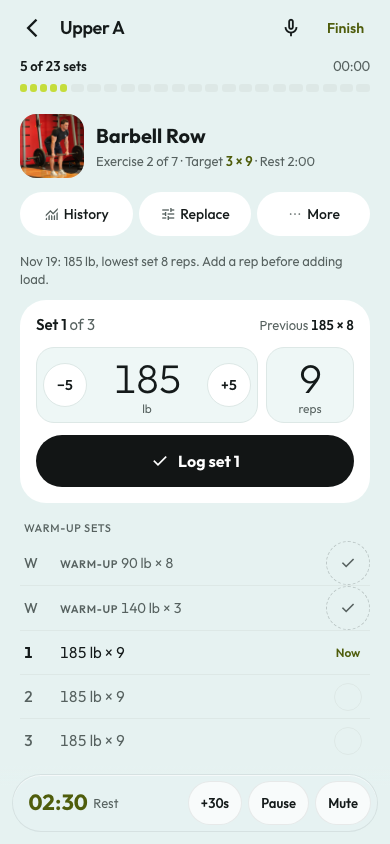 Upper A
Finish
5 of 23 sets
00:00
Barbell Row
Exercise 2 of 7 · Target 3 × 9 · Rest 2:00
History
Replace
··· More
Nov 19: 185 lb, lowest set 8 reps. Add a rep before adding
load.
Set 1 of 3
Previous 185 × 8
−5
185
lb
+5
9
reps
Log set 1
WARM-UP SETS
W WARM-UP 90 lb × 8
W WARM-UP 140 lb × 3
1 185 lb × 9 Now
2 185 lb × 9
3 185 lb × 9
02:30 Rest
+30s
Pause
Mute